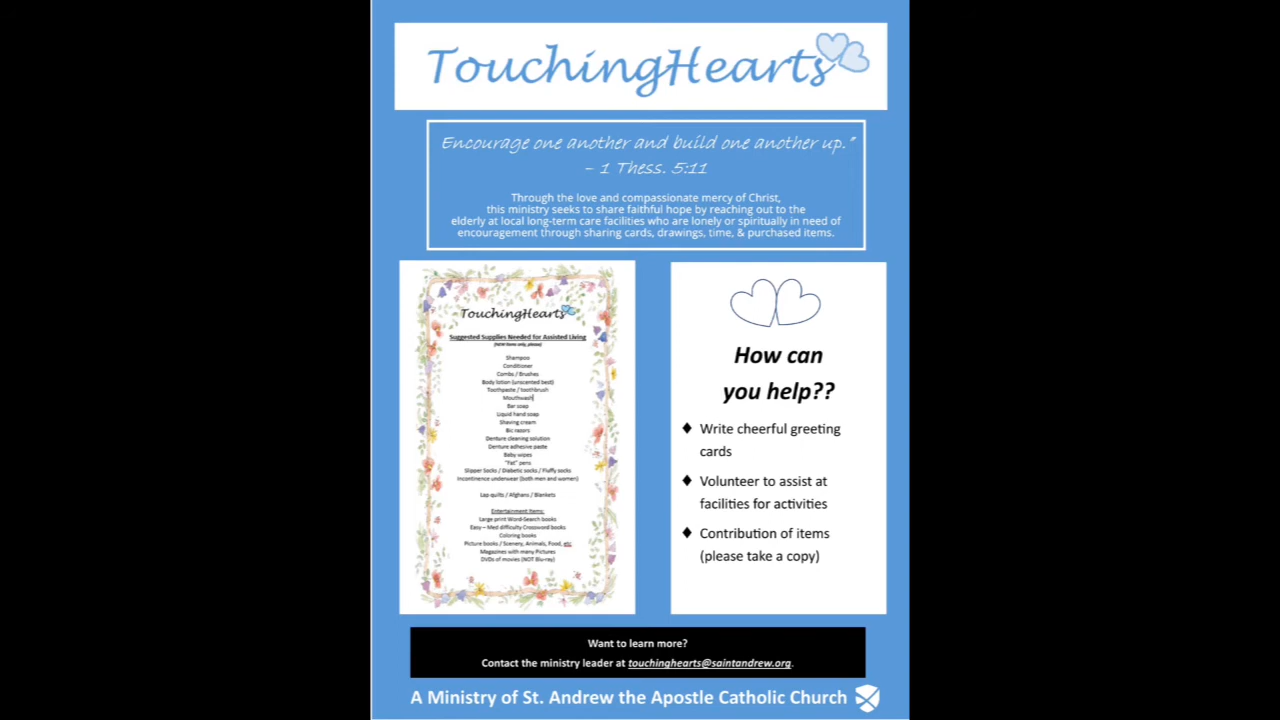 TouchingHearts
Encourage one another and build one another up."
– 1 Thess. 5:11
Through the love and compassionate mercy of Christ,
this ministry seeks to share faithful hope by reaching out to the
elderly at local long-term care facilities who are lonely or spiritually in need of
encouragement through sharing cards, drawings, time, & purchased items.
TouchingHearts
Suggested Supplies Needed for Assisted Living
(NEW items only, please)
Shampoo
Conditioner
Combs / Brushes
Body lotion (unscented best)
Toothpaste / toothbrush
Mouthwash
Bar soap
Liquid hand soap
Shaving cream
Bic razors
Denture cleaning solution
Denture adhesive paste
Baby wipes
"Fat" pens
Slipper Socks / Diabetic socks / Fluffy socks
Incontinence underwear (both men and women)
Lap quilts / Afghans / Blankets
Entertainment Items:
Large print Word-Search books
Easy – Med difficulty Crossword books
Coloring books
Picture books / Scenery, Animals, Food, etc
Magazines with many Pictures
DVDs of movies (NOT Blu-ray)
How can
you help??
♦ Write cheerful greeting
cards
♦ Volunteer to assist at
facilities for activities
♦ Contribution of items
(please take a copy)
Want to learn more?
Contact the ministry leader at touchinghearts@saintandrew.org.
A Ministry of St. Andrew the Apostle Catholic Church